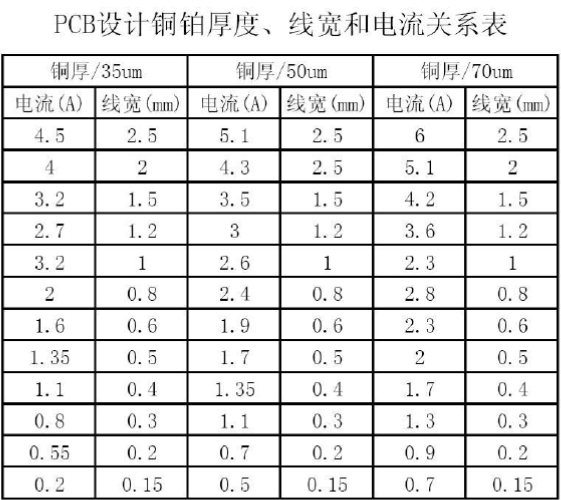 PCB设计铜铂厚度、线宽和电流关系表
铜厚/35um 铜厚/50um 铜厚/70um
电流(A) 线宽(mm) 电流(A) 线宽(mm) 电流(A) 线宽(mm)
4.5 2.5 5.1 2.5 6 2.5
4 2 4.3 2.5 5.1 2
3.2 1.5 3.5 1.5 4.2 1.5
2.7 1.2 3 1.2 3.6 1.2
3.2 1 2.6 1 2.3 1
2 0.8 2.4 0.8 2.8 0.8
1.6 0.6 1.9 0.6 2.3 0.6
1.35 0.5 1.7 0.5 2 0.5
1.1 0.4 1.35 0.4 1.7 0.4
0.8 0.3 1.1 0.3 1.3 0.3
0.55 0.2 0.7 0.2 0.9 0.2
0.2 0.15 0.5 0.15 0.7 0.15